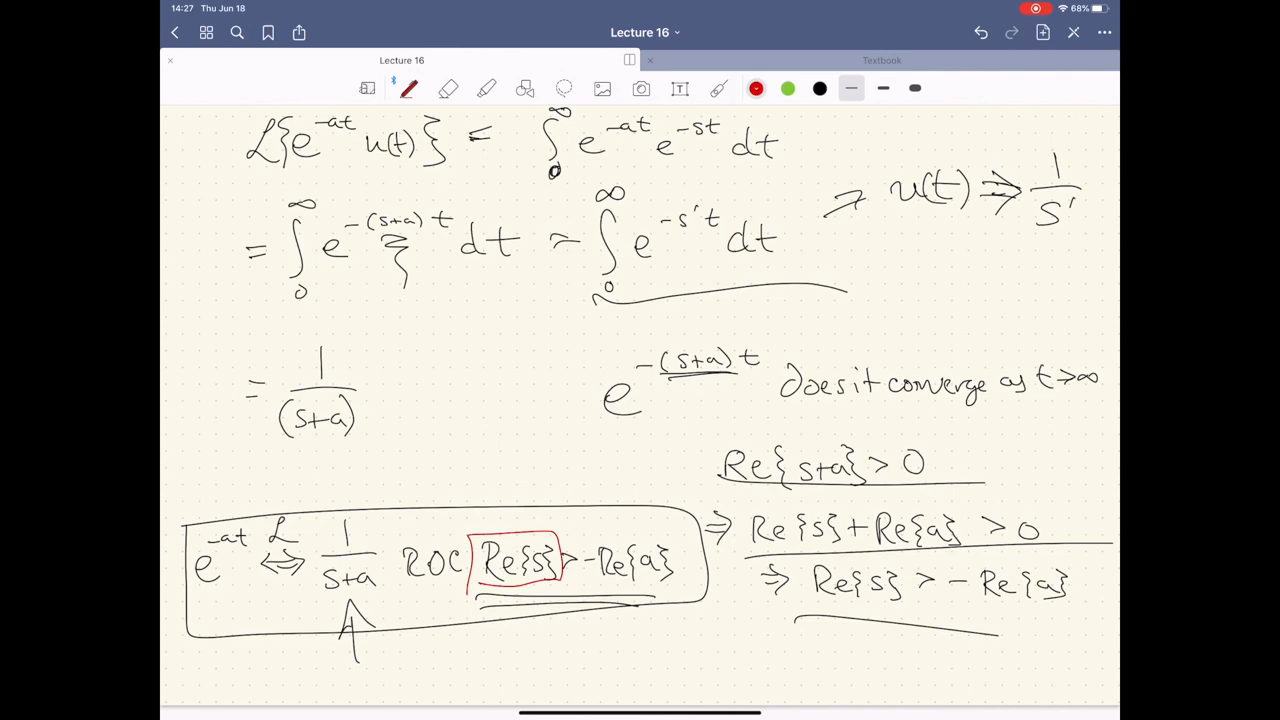 14:27 Thu Jun 18
68%
Lecture 16
Lecture 16
Textbook
ℒ{e^{-at} u(t)} = ∫_0^∞ e^{-at} e^{-st} dt
⇒ u(t) ⇒ 1/s'
= ∫_0^∞ e^{-(s+a)t} dt ~ ∫_0^∞ e^{-s't} dt
= 1/(s+a)
e^{-(s+a)t} Does it converge as t→∞
Re{s+a} > 0
⇒ Re{s} + Re{a} > 0
⇒ Re{s} > - Re{a}
e^{-at} ⇔^ℒ 1/(s+a) ROC Re{s} > -Re{a}